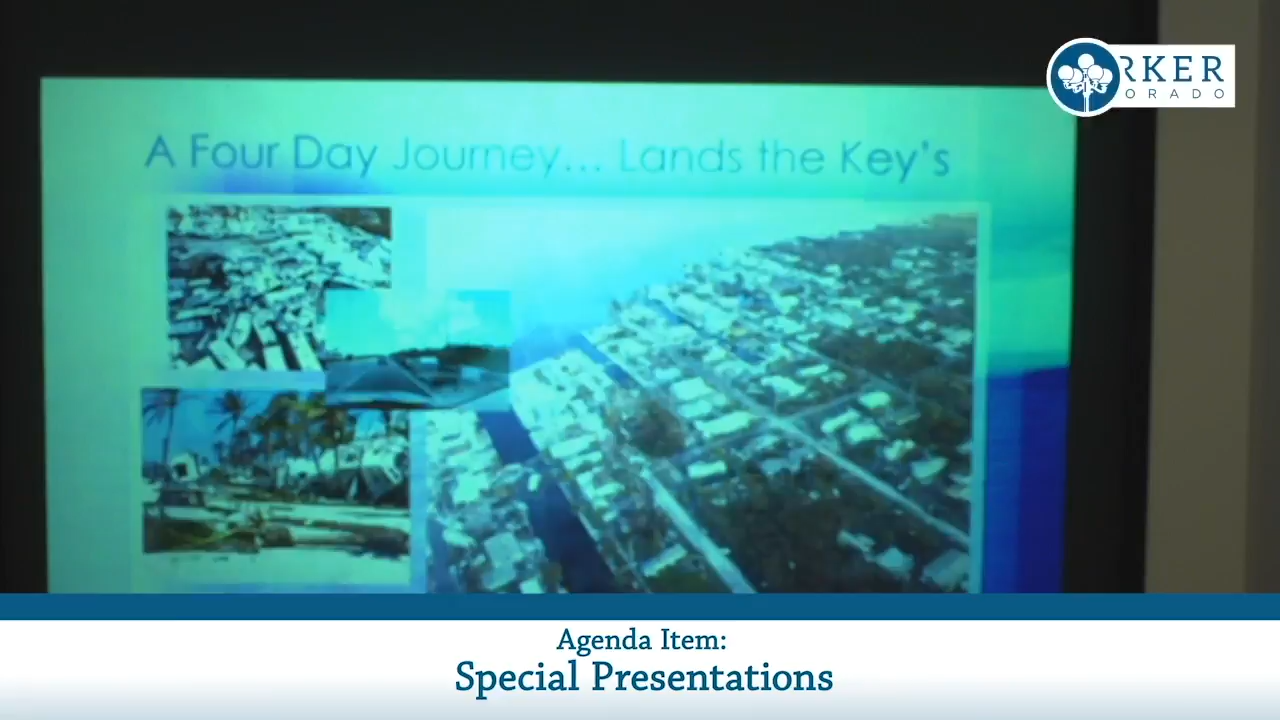 RKER
ORADO
A Four Day Journey... Lands the Key's
Agenda Item:
Special Presentations